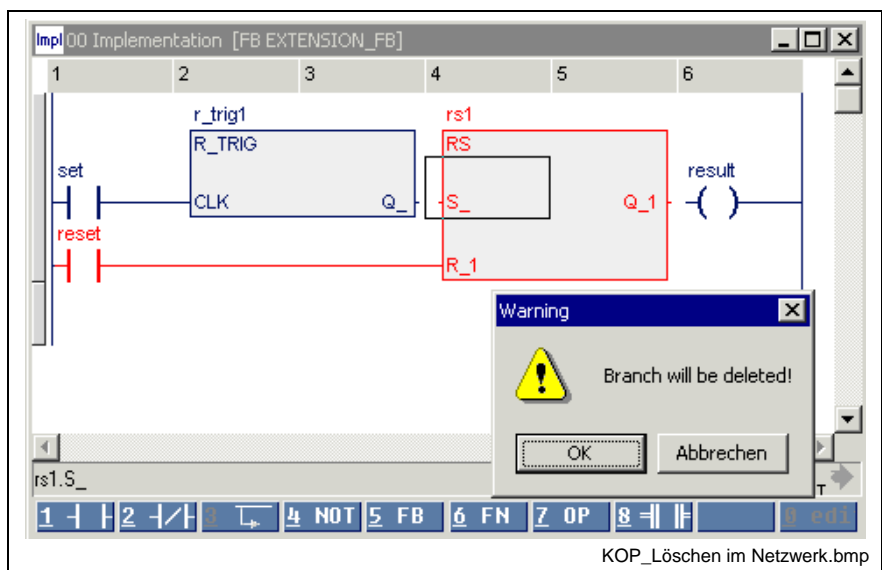 Impl 00 Implementation [FB EXTENSION_FB]
1 2 3 4 5 6
r_trig1 rs1
R_TRIG RS
set result
CLK Q_ S_ Q_1
reset
R_1
Warning
Branch will be deleted!
OK Abbrechen
rs1.S_
T
1 2 3 4 NOT 5 FB 6 FN 7 OP 8 0 edi
KOP_Löschen im Netzwerk.bmp